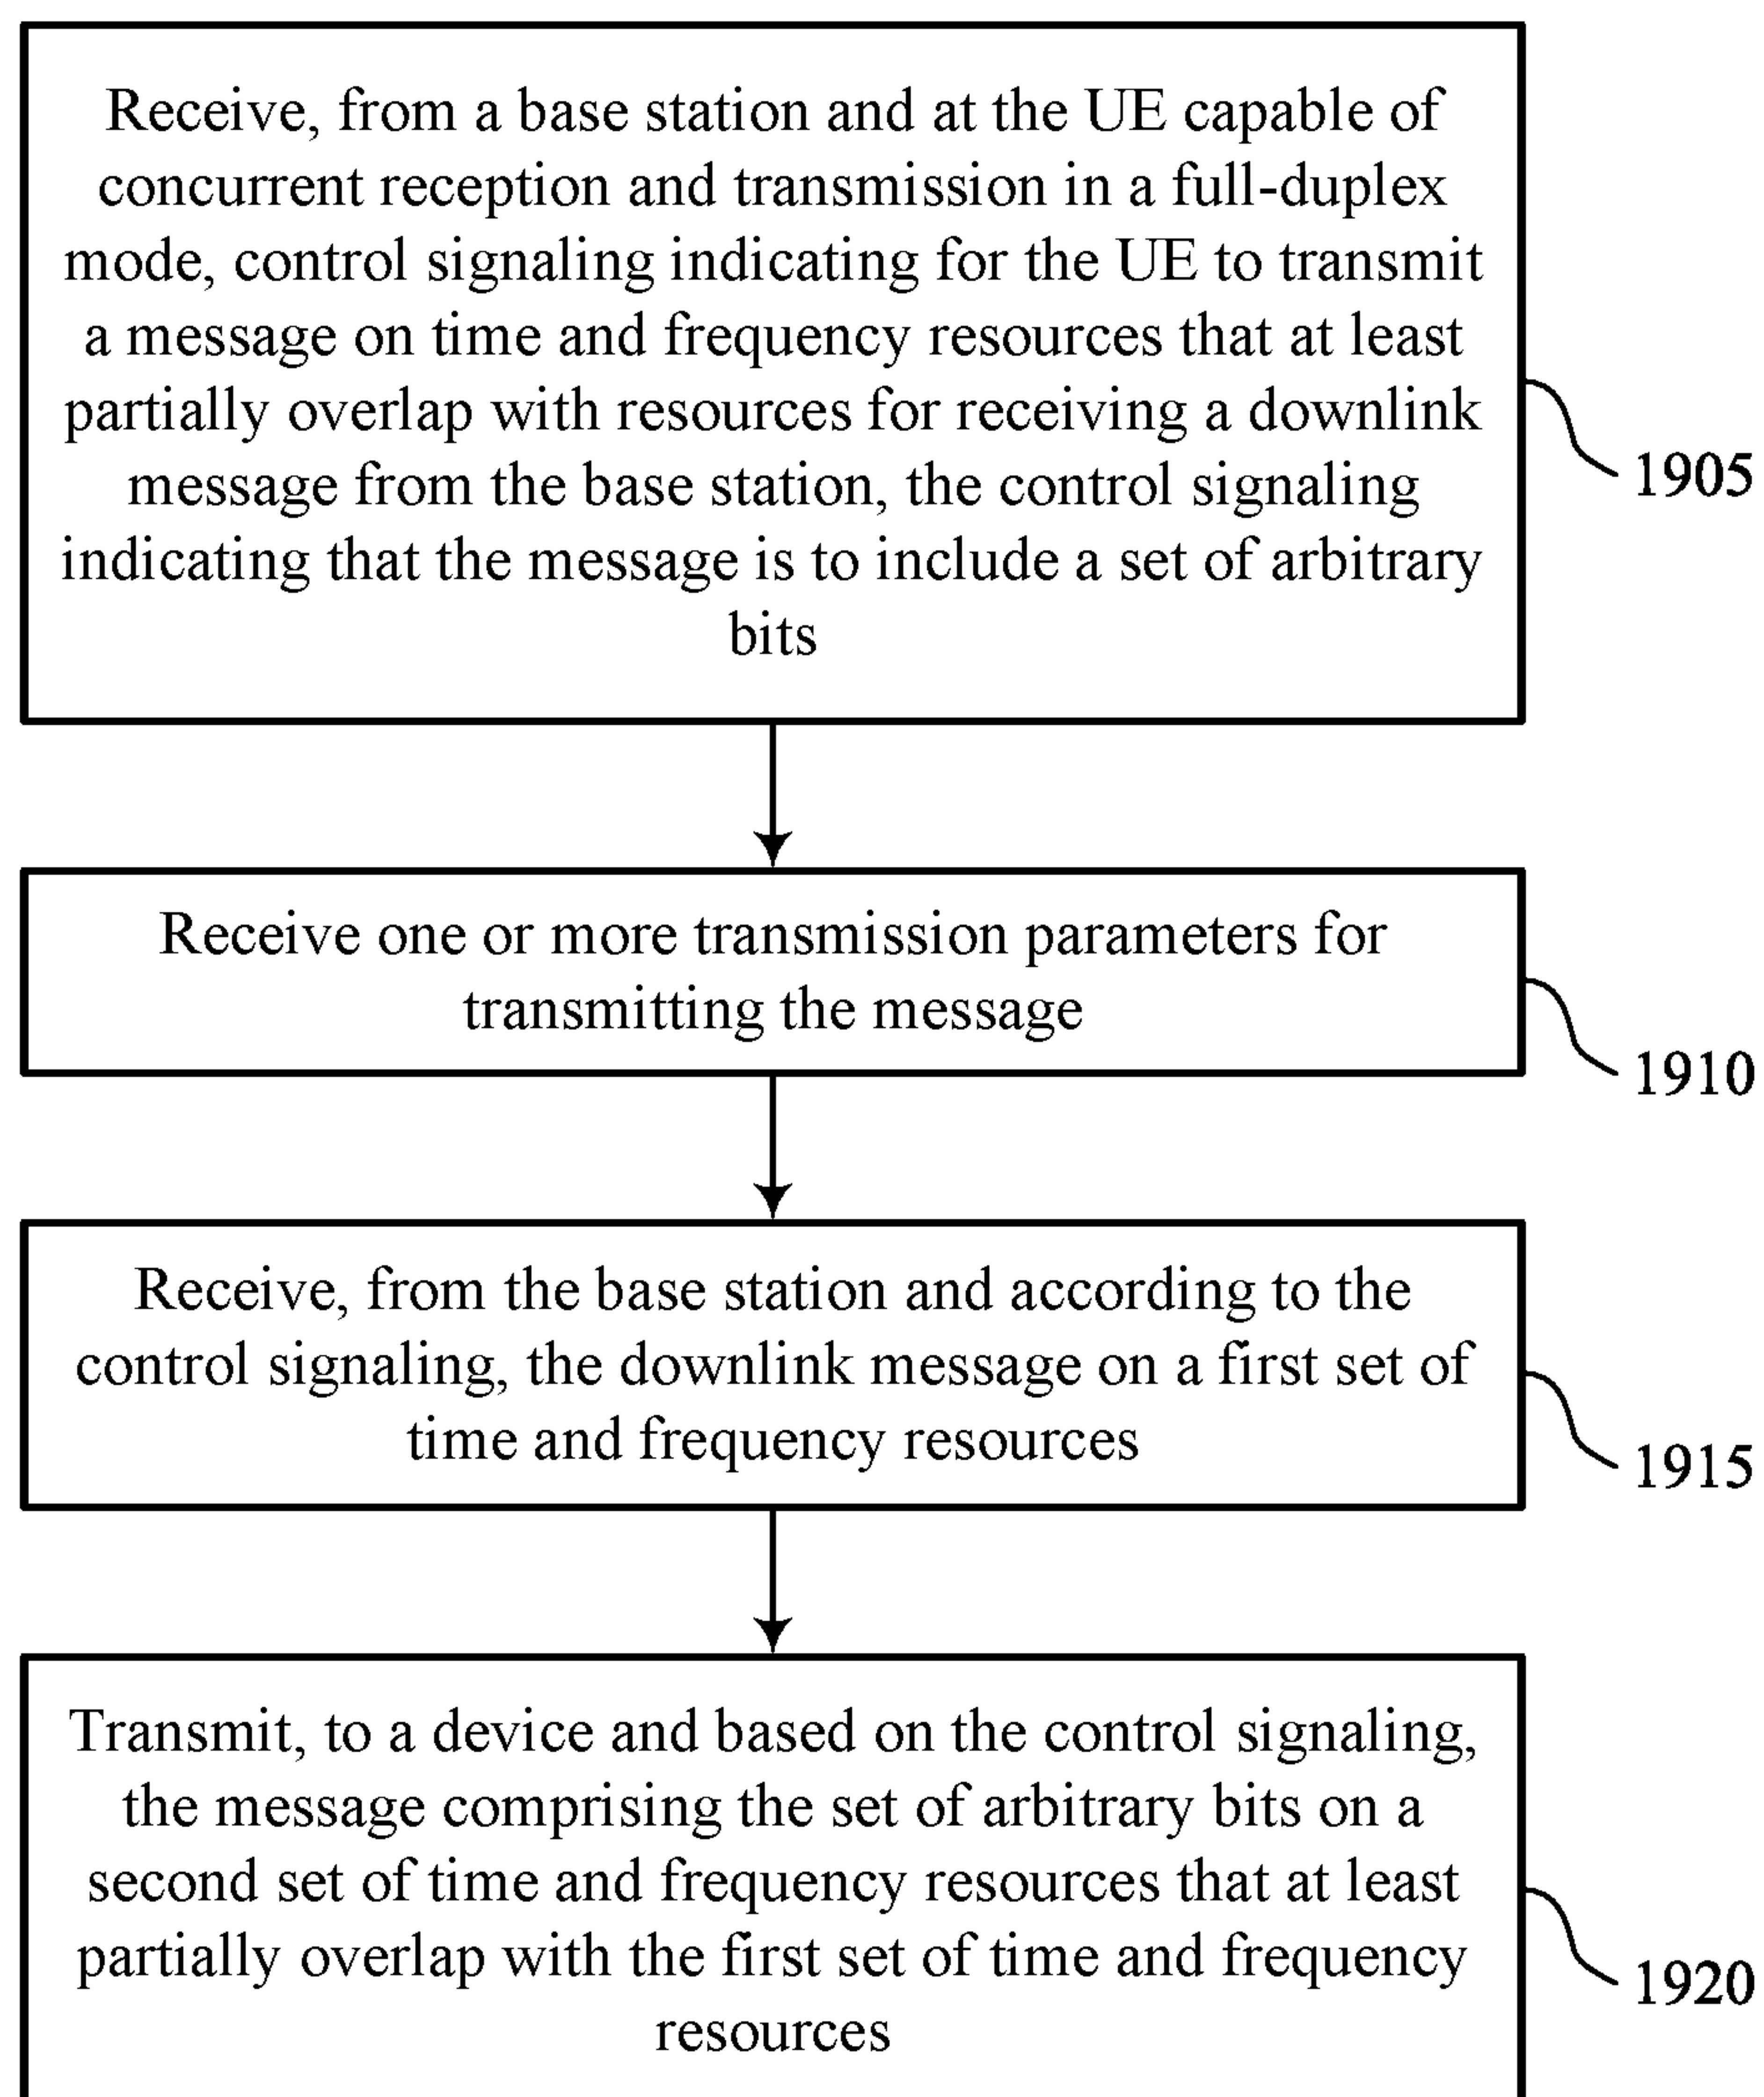 Receive, from a base station and at the UE capable of
concurrent reception and transmission in a full-duplex
mode, control signaling indicating for the UE to transmit
a message on time and frequency resources that at least
partially overlap with resources for receiving a downlink
message from the base station, the control signaling
indicating that the message is to include a set of arbitrary
bits
1905
Receive one or more transmission parameters for
transmitting the message
1910
Receive, from the base station and according to the
control signaling, the downlink message on a first set of
time and frequency resources
1915
Transmit, to a device and based on the control signaling,
the message comprising the set of arbitrary bits on a
second set of time and frequency resources that at least
partially overlap with the first set of time and frequency
resources
1920